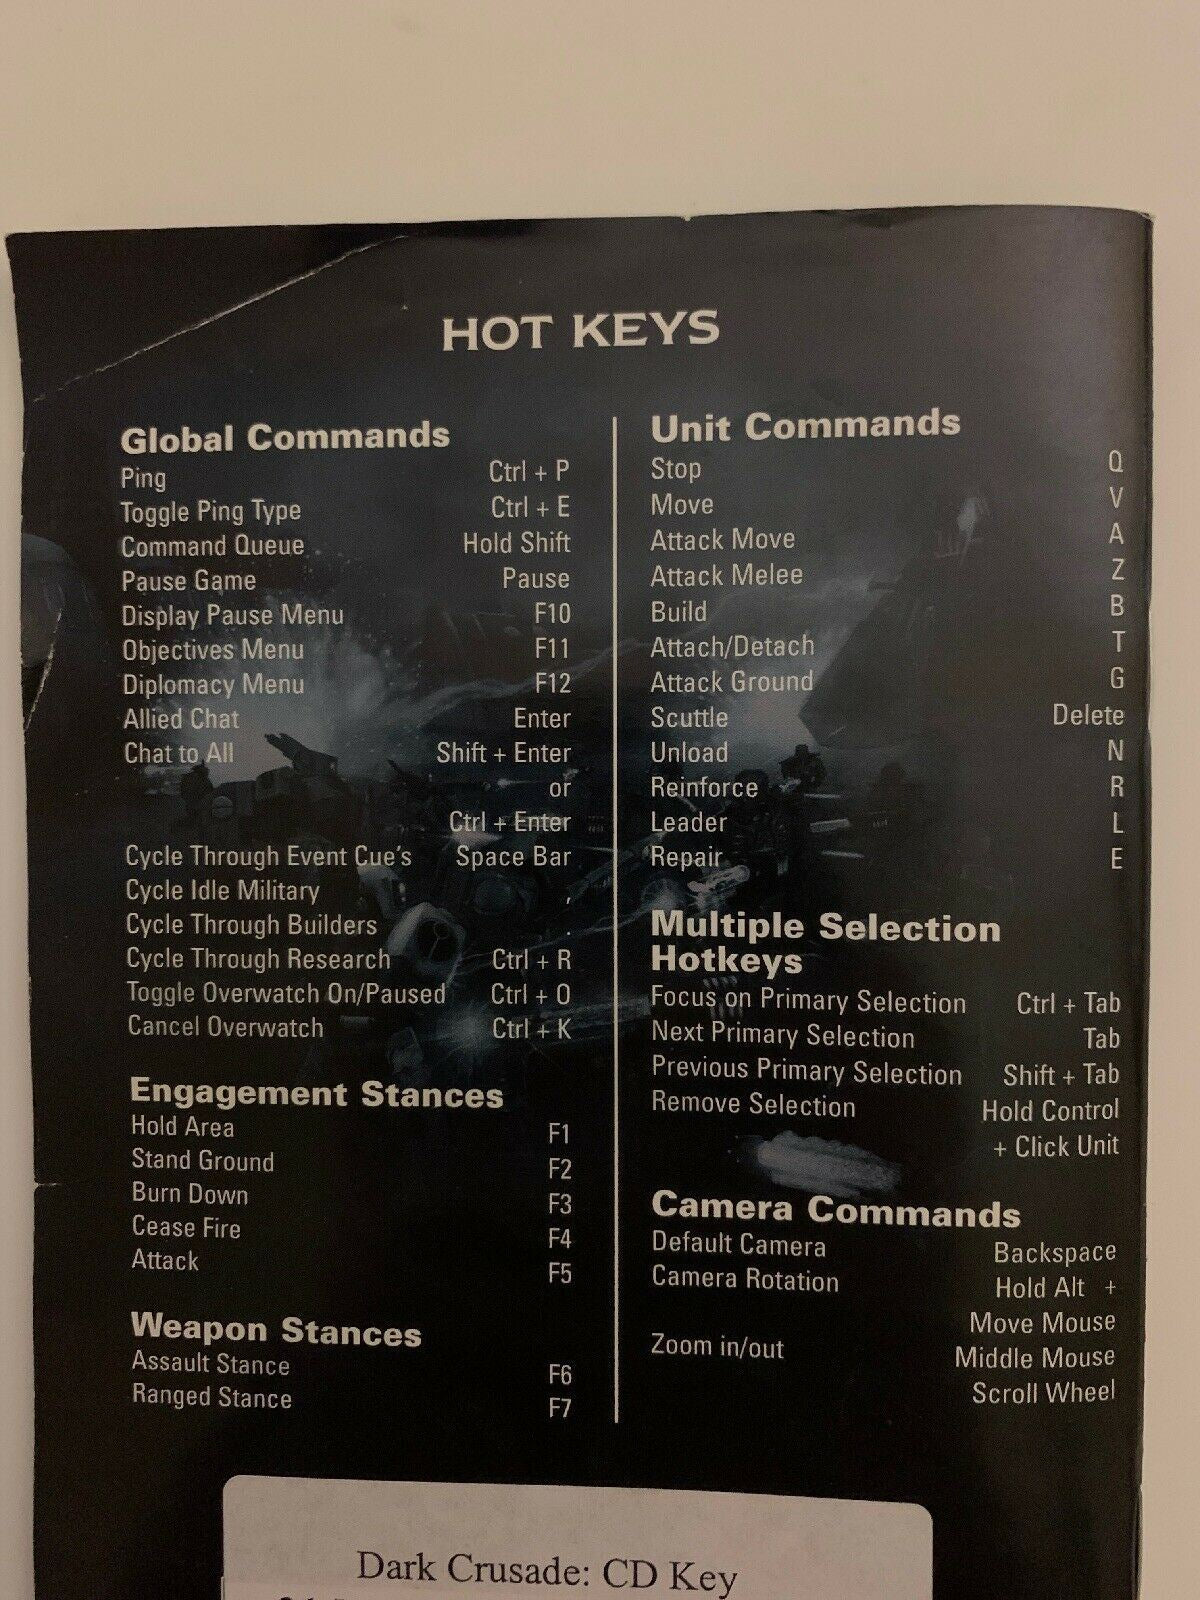 HOT KEYS
Global Commands
Ping Ctrl + P
Toggle Ping Type Ctrl + E
Command Queue Hold Shift
Pause Game Pause
Display Pause Menu F10
Objectives Menu F11
Diplomacy Menu F12
Allied Chat Enter
Chat to All Shift + Enter
or
Ctrl + Enter
Cycle Through Event Cue's Space Bar
Cycle Idle Military ,
Cycle Through Builders .
Cycle Through Research Ctrl + R
Toggle Overwatch On/Paused Ctrl + O
Cancel Overwatch Ctrl + K
Engagement Stances
Hold Area F1
Stand Ground F2
Burn Down F3
Cease Fire F4
Attack F5
Weapon Stances
Assault Stance F6
Ranged Stance F7
Unit Commands
Stop Q
Move V
Attack Move A
Attack Melee Z
Build B
Attach/Detach T
Attack Ground G
Scuttle Delete
Unload N
Reinforce R
Leader L
Repair E
Multiple Selection
Hotkeys
Focus on Primary Selection Ctrl + Tab
Next Primary Selection Tab
Previous Primary Selection Shift + Tab
Remove Selection Hold Control
+ Click Unit
Camera Commands
Default Camera Backspace
Camera Rotation Hold Alt +
Move Mouse
Zoom in/out Middle Mouse
Scroll Wheel
Dark Crusade: CD Key